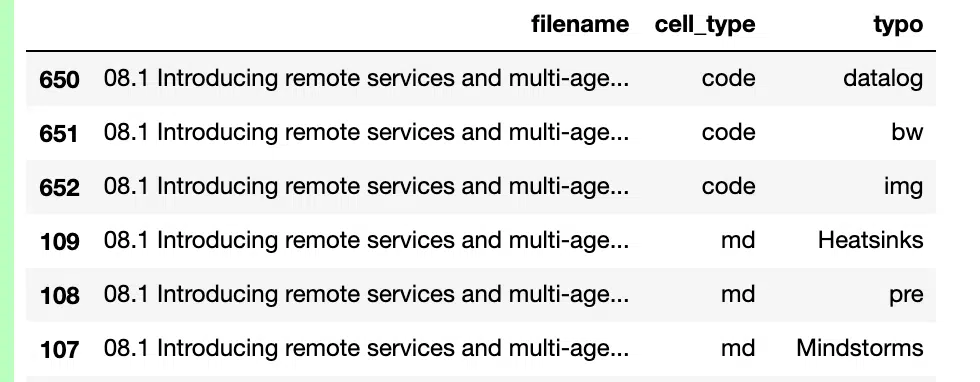 filename cell_type typo
650 08.1 Introducing remote services and multi-age... code datalog
651 08.1 Introducing remote services and multi-age... code bw
652 08.1 Introducing remote services and multi-age... code img
109 08.1 Introducing remote services and multi-age... md Heatsinks
108 08.1 Introducing remote services and multi-age... md pre
107 08.1 Introducing remote services and multi-age... md Mindstorms